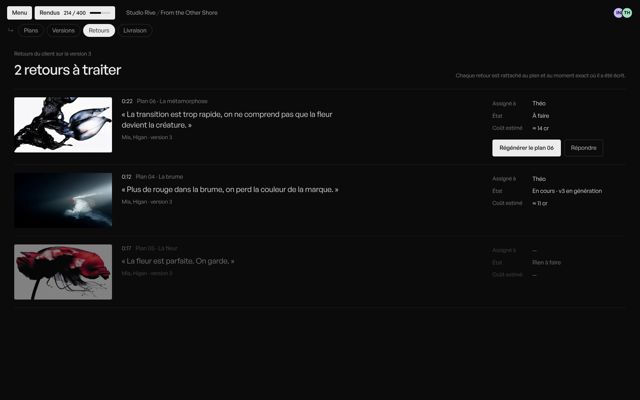 Menu
Rendus 214 / 400
Studio Rive / From the Other Shore
IN TH
Plans
Versions
Retours
Livraison
Retours du client sur la version 3
2 retours à traiter
Chaque retour est rattaché au plan et au moment exact où il a été écrit.
0:22 Plan 06 · La métamorphose
« La transition est trop rapide, on ne comprend pas que la fleur
devient la créature. »
Mis, Higan · version 3
Assigné à Théo
État À faire
Coût estimé ≈ 14 cr
Régénérer le plan 06
Répondre
0:12 Plan 04 · La brume
« Plus de rouge dans la brume, on perd la couleur de la marque. »
Mis, Higan · version 3
Assigné à Théo
État En cours · v3 en génération
Coût estimé ≈ 11 cr
0:17 Plan 05 · La fleur
« La fleur est parfaite. On garde. »
Mis, Higan · version 3
Assigné à —
État Rien à faire
Coût estimé —